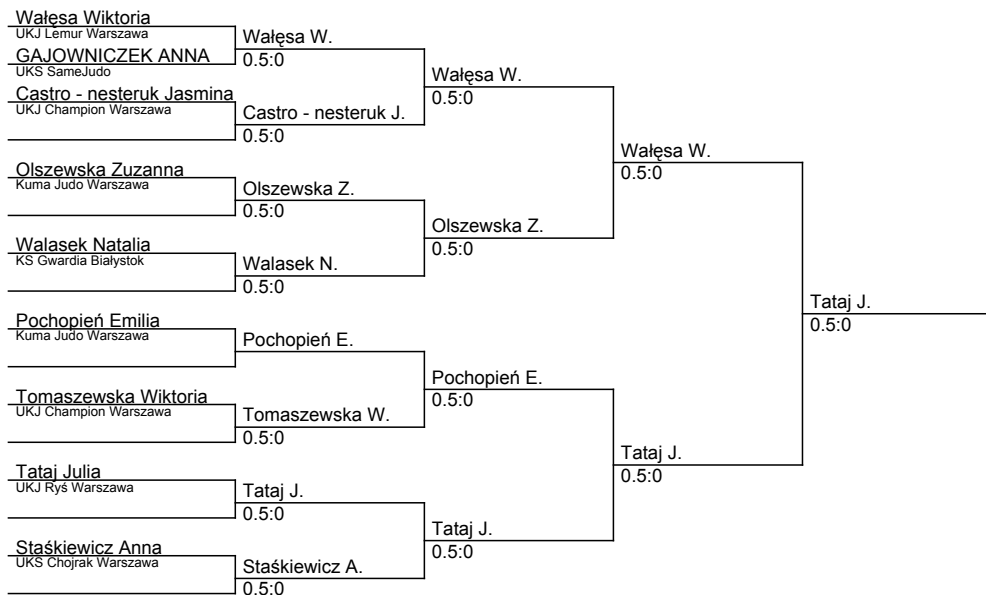 Wałęsa Wiktoria
UKJ Lemur Warszawa
GAJOWNICZEK ANNA
UKS SameJudo
Castro - nesteruk Jasmina
UKJ Champion Warszawa
Olszewska Zuzanna
Kuma Judo Warszawa
Walasek Natalia
KS Gwardia Białystok
Pochopień Emilia
Kuma Judo Warszawa
Tomaszewska Wiktoria
UKJ Champion Warszawa
Tataj Julia
UKJ Ryś Warszawa
Staśkiewicz Anna
UKS Chojrak Warszawa
Wałęsa W.
0.5:0
Castro - nesteruk J.
0.5:0
Olszewska Z.
0.5:0
Walasek N.
0.5:0
Pochopień E.
Tomaszewska W.
0.5:0
Tataj J.
0.5:0
Staśkiewicz A.
0.5:0
Wałęsa W.
0.5:0
Olszewska Z.
0.5:0
Pochopień E.
0.5:0
Tataj J.
0.5:0
Wałęsa W.
0.5:0
Tataj J.
0.5:0
Tataj J.
0.5:0